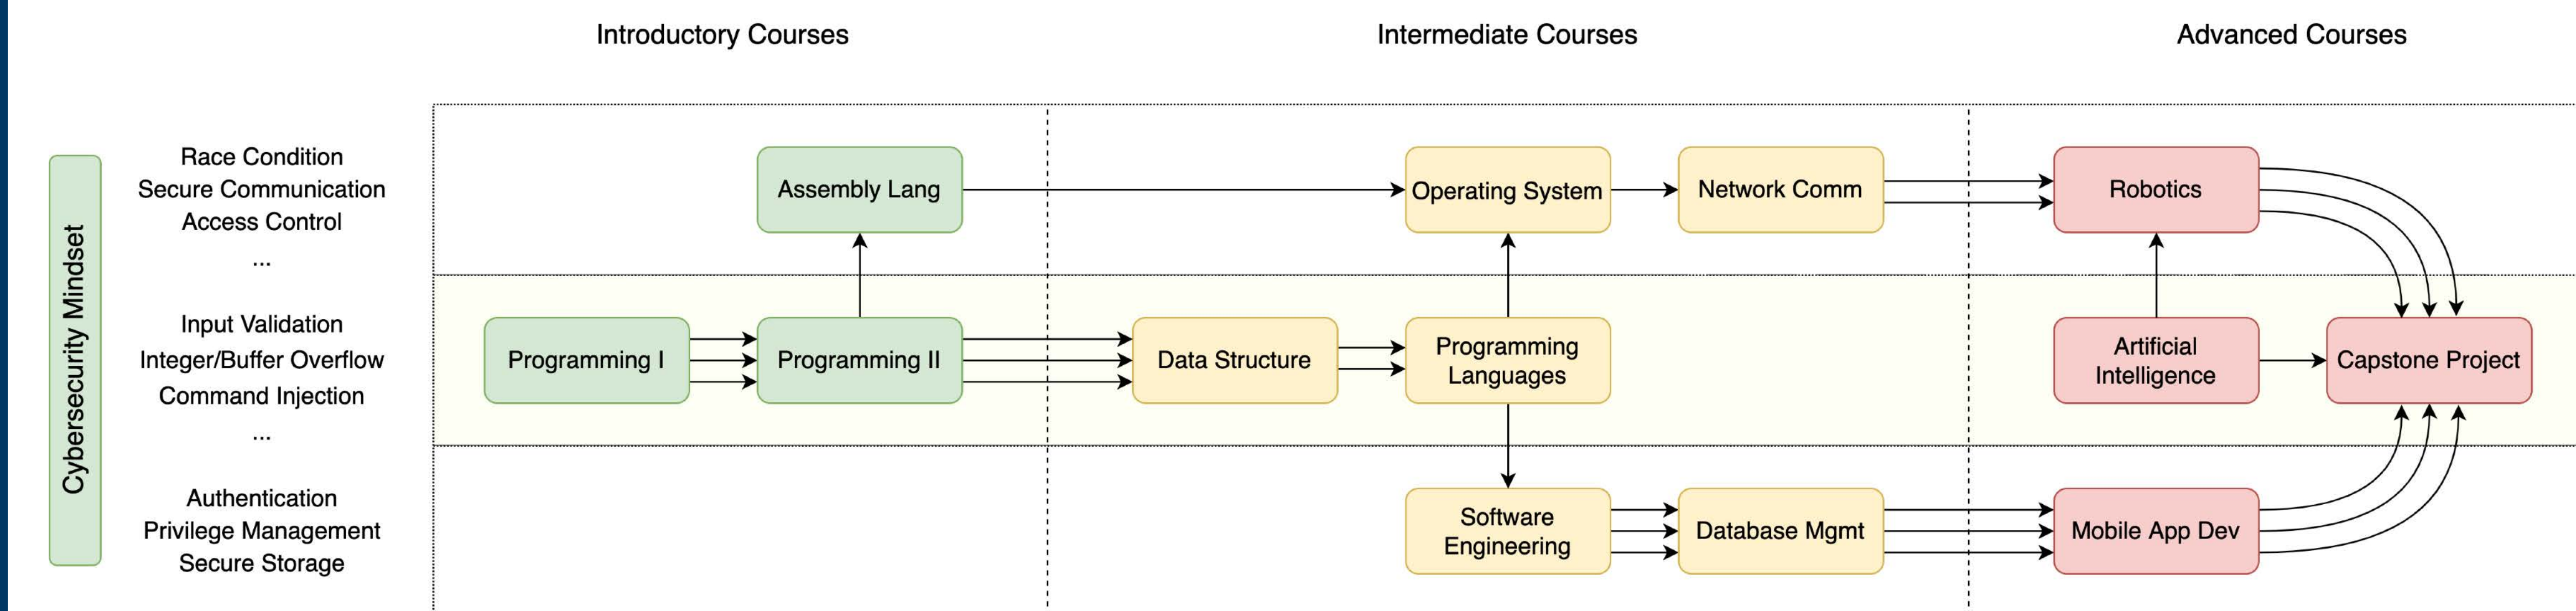 Introductory Courses
Intermediate Courses
Advanced Courses
Cybersecurity Mindset
Race Condition
Secure Communication
Access Control
...
Input Validation
Integer/Buffer Overflow
Command Injection
...
Authentication
Privilege Management
Secure Storage
Assembly Lang
Operating System
Network Comm
Robotics
Programming I
Programming II
Data Structure
Programming
Languages
Artificial
Intelligence
Capstone Project
Software
Engineering
Database Mgmt
Mobile App Dev